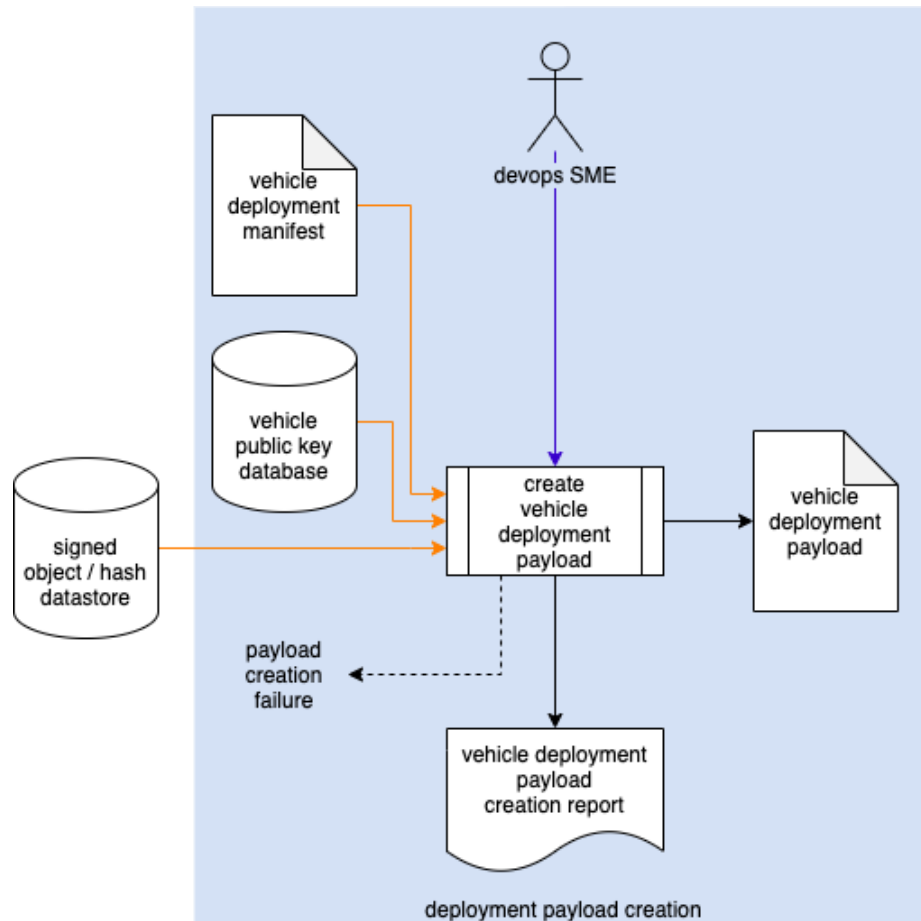 devops SME
vehicle
deployment
manifest
vehicle
public key
database
signed
object / hash
datastore
create
vehicle
deployment
payload
vehicle
deployment
payload
payload
creation
failure
vehicle deployment
payload
creation report
deployment payload creation